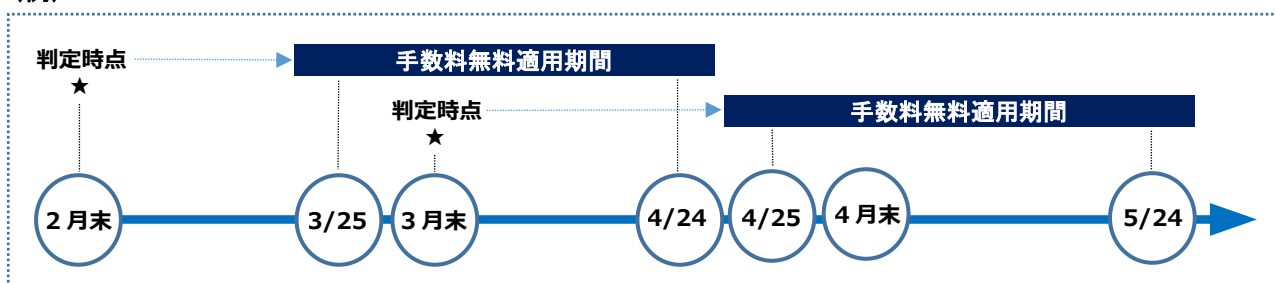 判定時点
手数料無料適用期間
★
判定時点
手数料無料適用期間
★
2月末
3/25
3月末
4/24
4/25
4月末
5/24